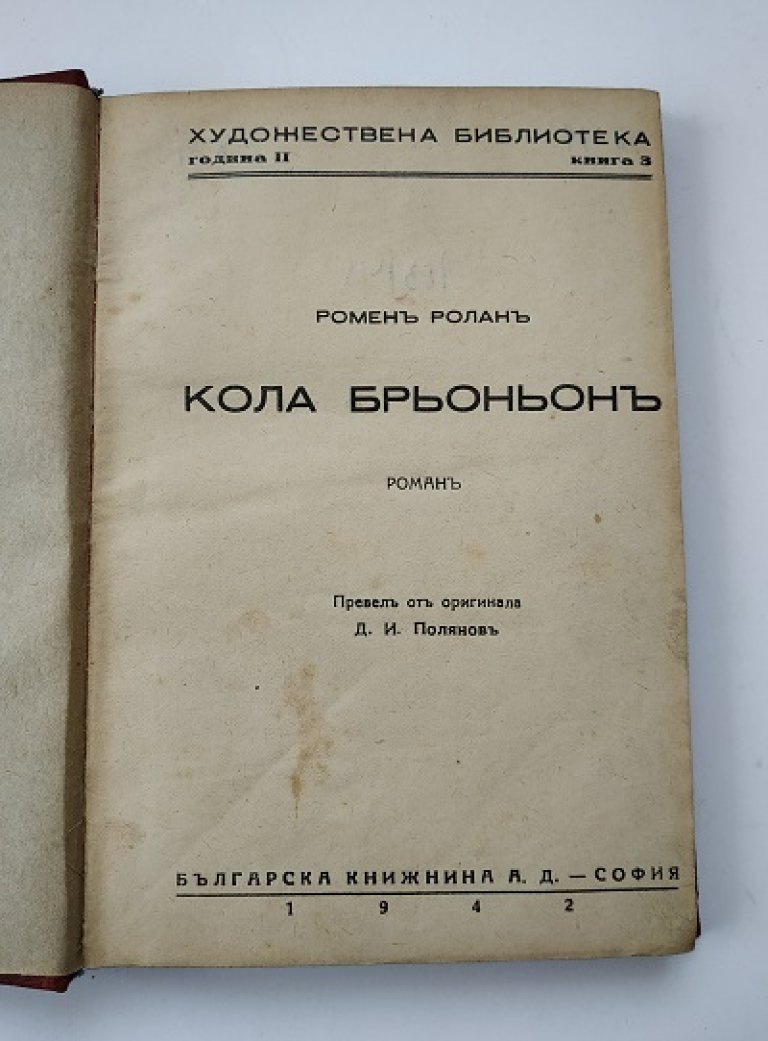 ХУДОЖЕСТВЕНА БИБЛИОТЕКА
година II книга 3
РОМЕНЪ РОЛАНЪ
КОЛА БРЬОНЬОНЪ
РОМАНЪ
Превелъ отъ оригинала
Д. И. Поляновъ
БЪЛГАРСКА КНИЖНИНА А. Д. — СОФИЯ
1 9 4 2